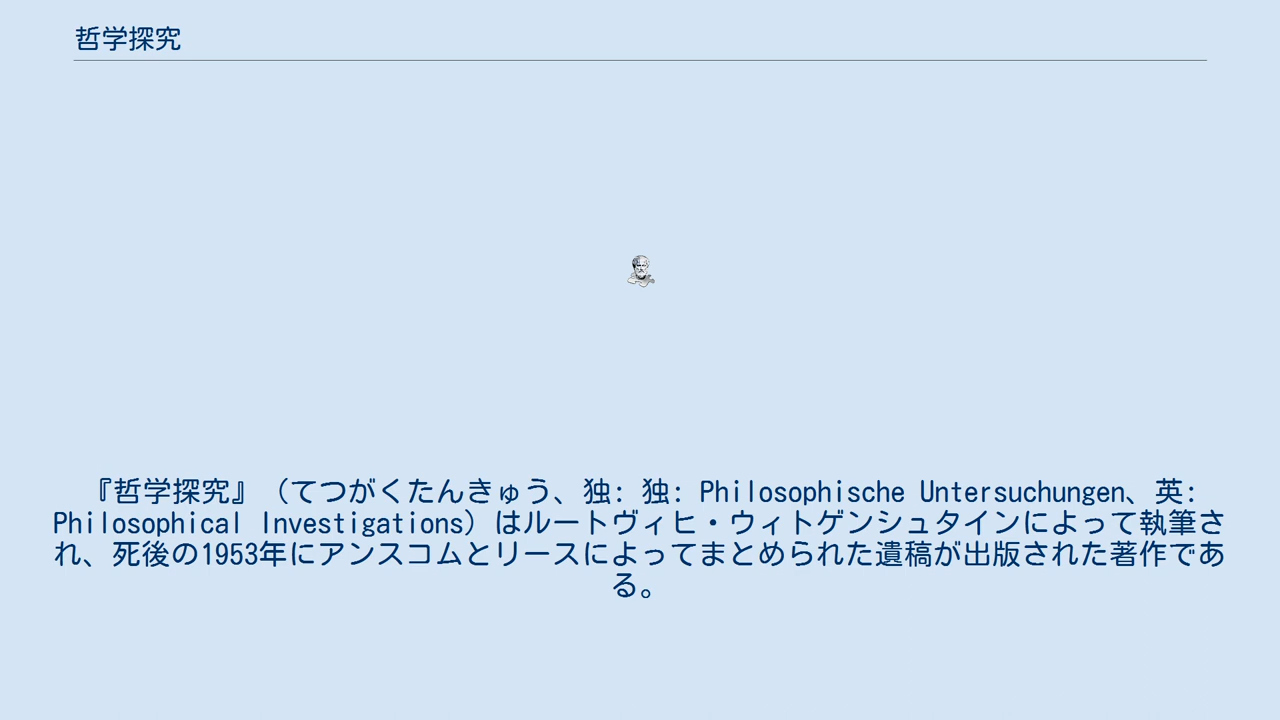 哲学探究
『哲学探究』（てつがくたんきゅう、独: 独: Philosophische Untersuchungen、英:
Philosophical Investigations）はルートヴィヒ・ウィトゲンシュタインによって執筆さ
れ、死後の1953年にアンスコムとリースによってまとめられた遺稿が出版された著作であ
る。